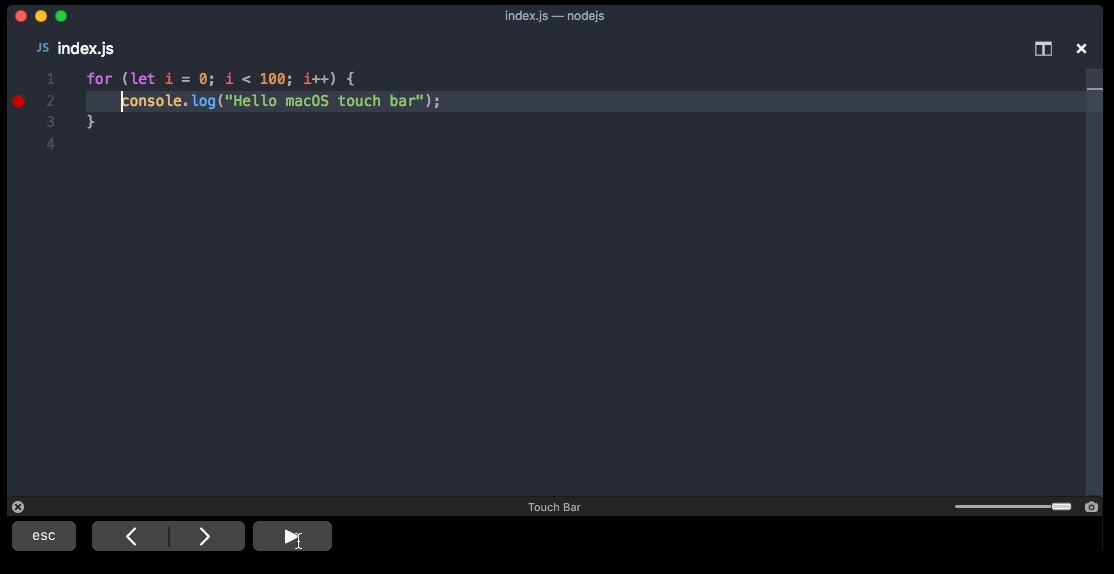 index.js — nodejs
JS index.js
1 for (let i = 0; i < 100; i++) {
2     console.log("Hello macOS touch bar");
3 }
4
Touch Bar
esc